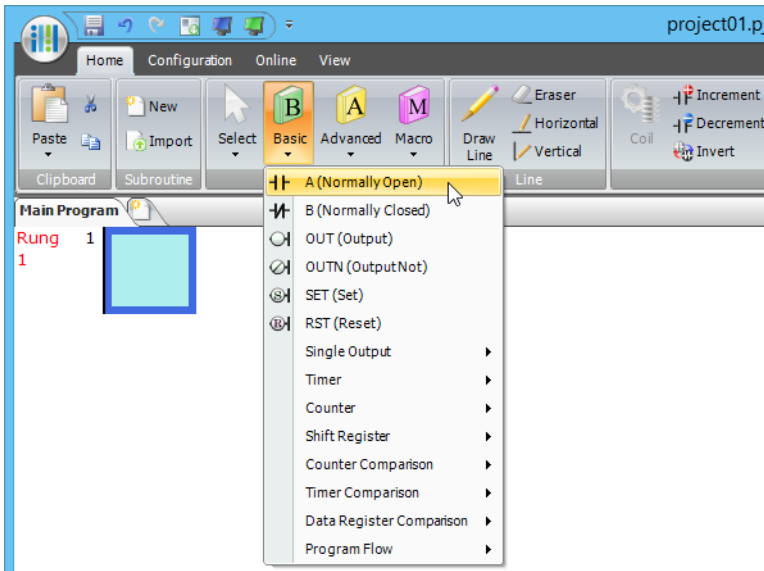 project01.p
Home Configuration Online View
Paste
New
Import
Select
Basic
B
Advanced
A
Macro
M
Draw
Line
Eraser
Horizontal
Vertical
Coil
Increment
Decrement
Invert
Clipboard Subroutine Line
Main Program
Rung 1
1
A (Normally Open)
B (Normally Closed)
OUT (Output)
OUTN (Output Not)
S SET (Set)
R RST (Reset)
Single Output
Timer
Counter
Shift Register
Counter Comparison
Timer Comparison
Data Register Comparison
Program Flow